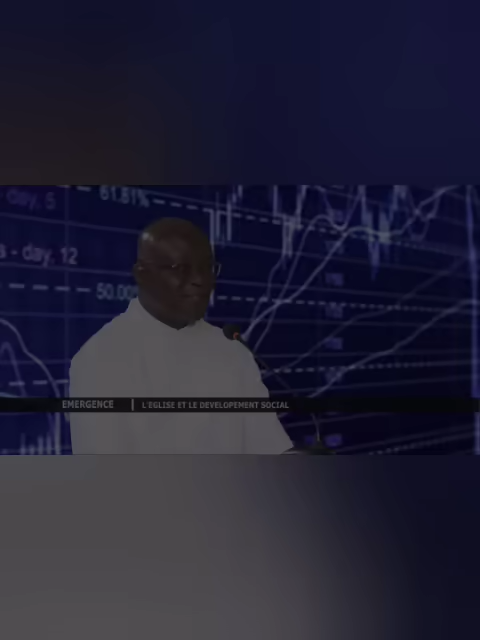 day. 5
61.81%
s - day. 12
50.00
EMERGENCE | L'EGLISE ET LE DEVELOPEMENT SOCIAL